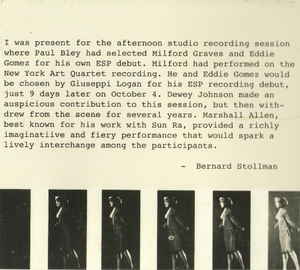 I was present for the afternoon studio recording session
where Paul Bley had selected Milford Graves and Eddie
Gomez for his own ESP debut. Milford had performed on the
New York Art Quartet recording. He and Eddie Gomez would
be chosen by Giuseppi Logan for his ESP recording debut,
just 9 days later on October 4. Dewey Johnson made an
auspicious contribution to this session, but then with-
drew from the scene for several years. Marshall Allen,
best known for his work with Sun Ra, provided a richly
imaginatiive and fiery performance that would spark a
lively interchange among the participants.
- Bernard Stollman